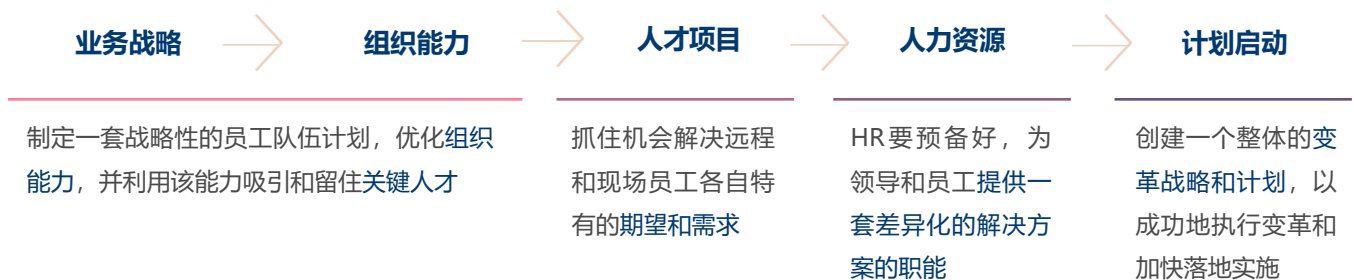 业务战略
组织能力
人才项目
人力资源
计划启动
制定一套战略性的员工队伍计划，优化组织
能力，并利用该能力吸引和留住关键人才
抓住机会解决远程
和现场员工各自特
有的期望和需求
HR要预备好，为
领导和员工提供一
套差异化的解决方
案的职能
创建一个整体的变
革战略和计划，以
成功地执行变革和
加快落地实施